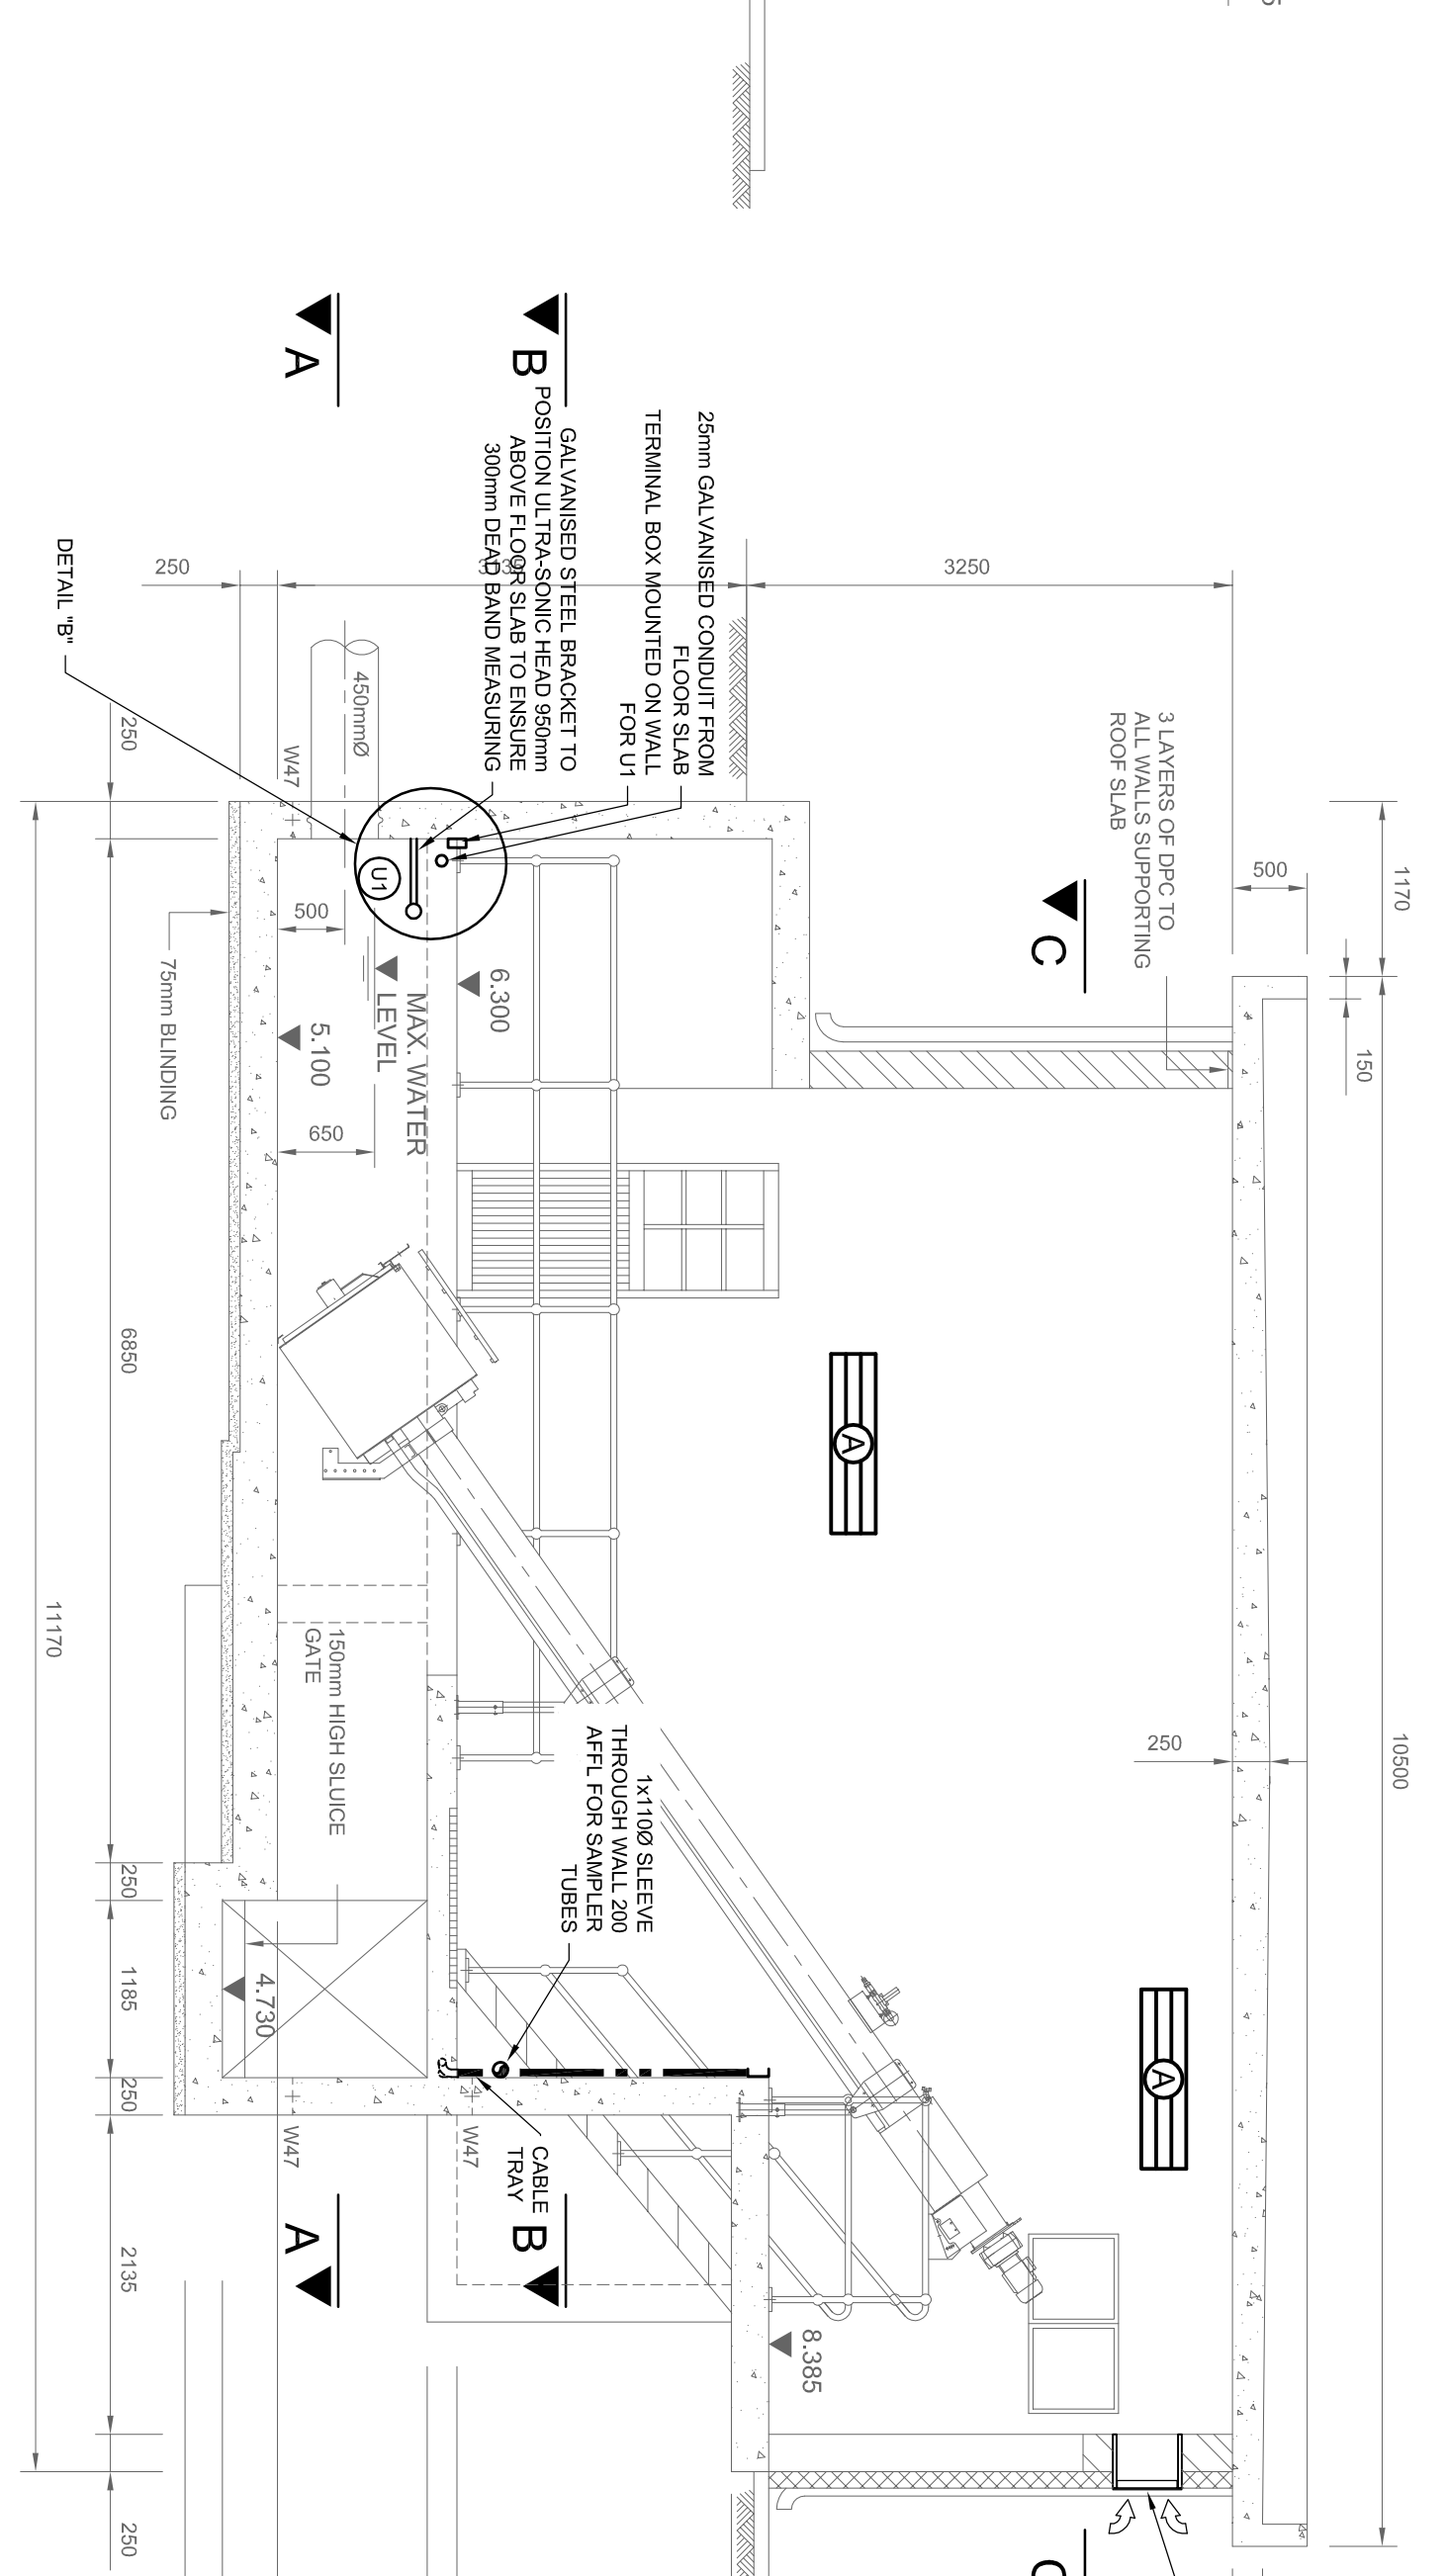 1170
10500
500
150
250
3 LAYERS OF DPC TO
ALL WALLS SUPPORTING
ROOF SLAB
C
3250
A
A
8.385
25mm GALVANISED CONDUIT FROM
FLOOR SLAB
TERMINAL BOX MOUNTED ON WALL
FOR U1
GALVANISED STEEL BRACKET TO
POSITION ULTRA-SONIC HEAD 950mm
ABOVE FLOOR SLAB TO ENSURE
300mm DEAD BAND MEASURING
B
A
1x110Ø SLEEVE
THROUGH WALL 200
AFFL FOR SAMPLER
TUBES
CABLE
TRAY
B
A
W47
W47
6.300
MAX. WATER
LEVEL
5.100
U1
450mmØ
W47
500
650
150mm HIGH SLUICE
GATE
4.730
250
75mm BLINDING
DETAIL "B"
250
6850
250
1185
250
2135
250
11170